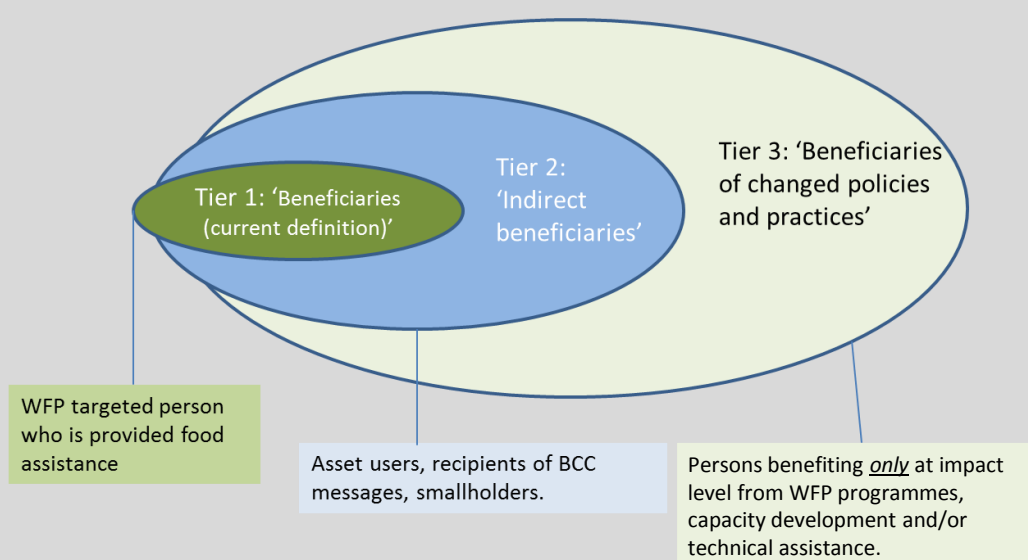 Tier 1: ‘Beneficiaries
(current definition)’
Tier 2:
‘Indirect
beneficiaries’
Tier 3: ‘Beneficiaries
of changed policies
and practices’
WFP targeted person
who is provided food
assistance
Asset users, recipients of BCC
messages, smallholders.
Persons benefiting only at impact
level from WFP programmes,
capacity development and/or
technical assistance.